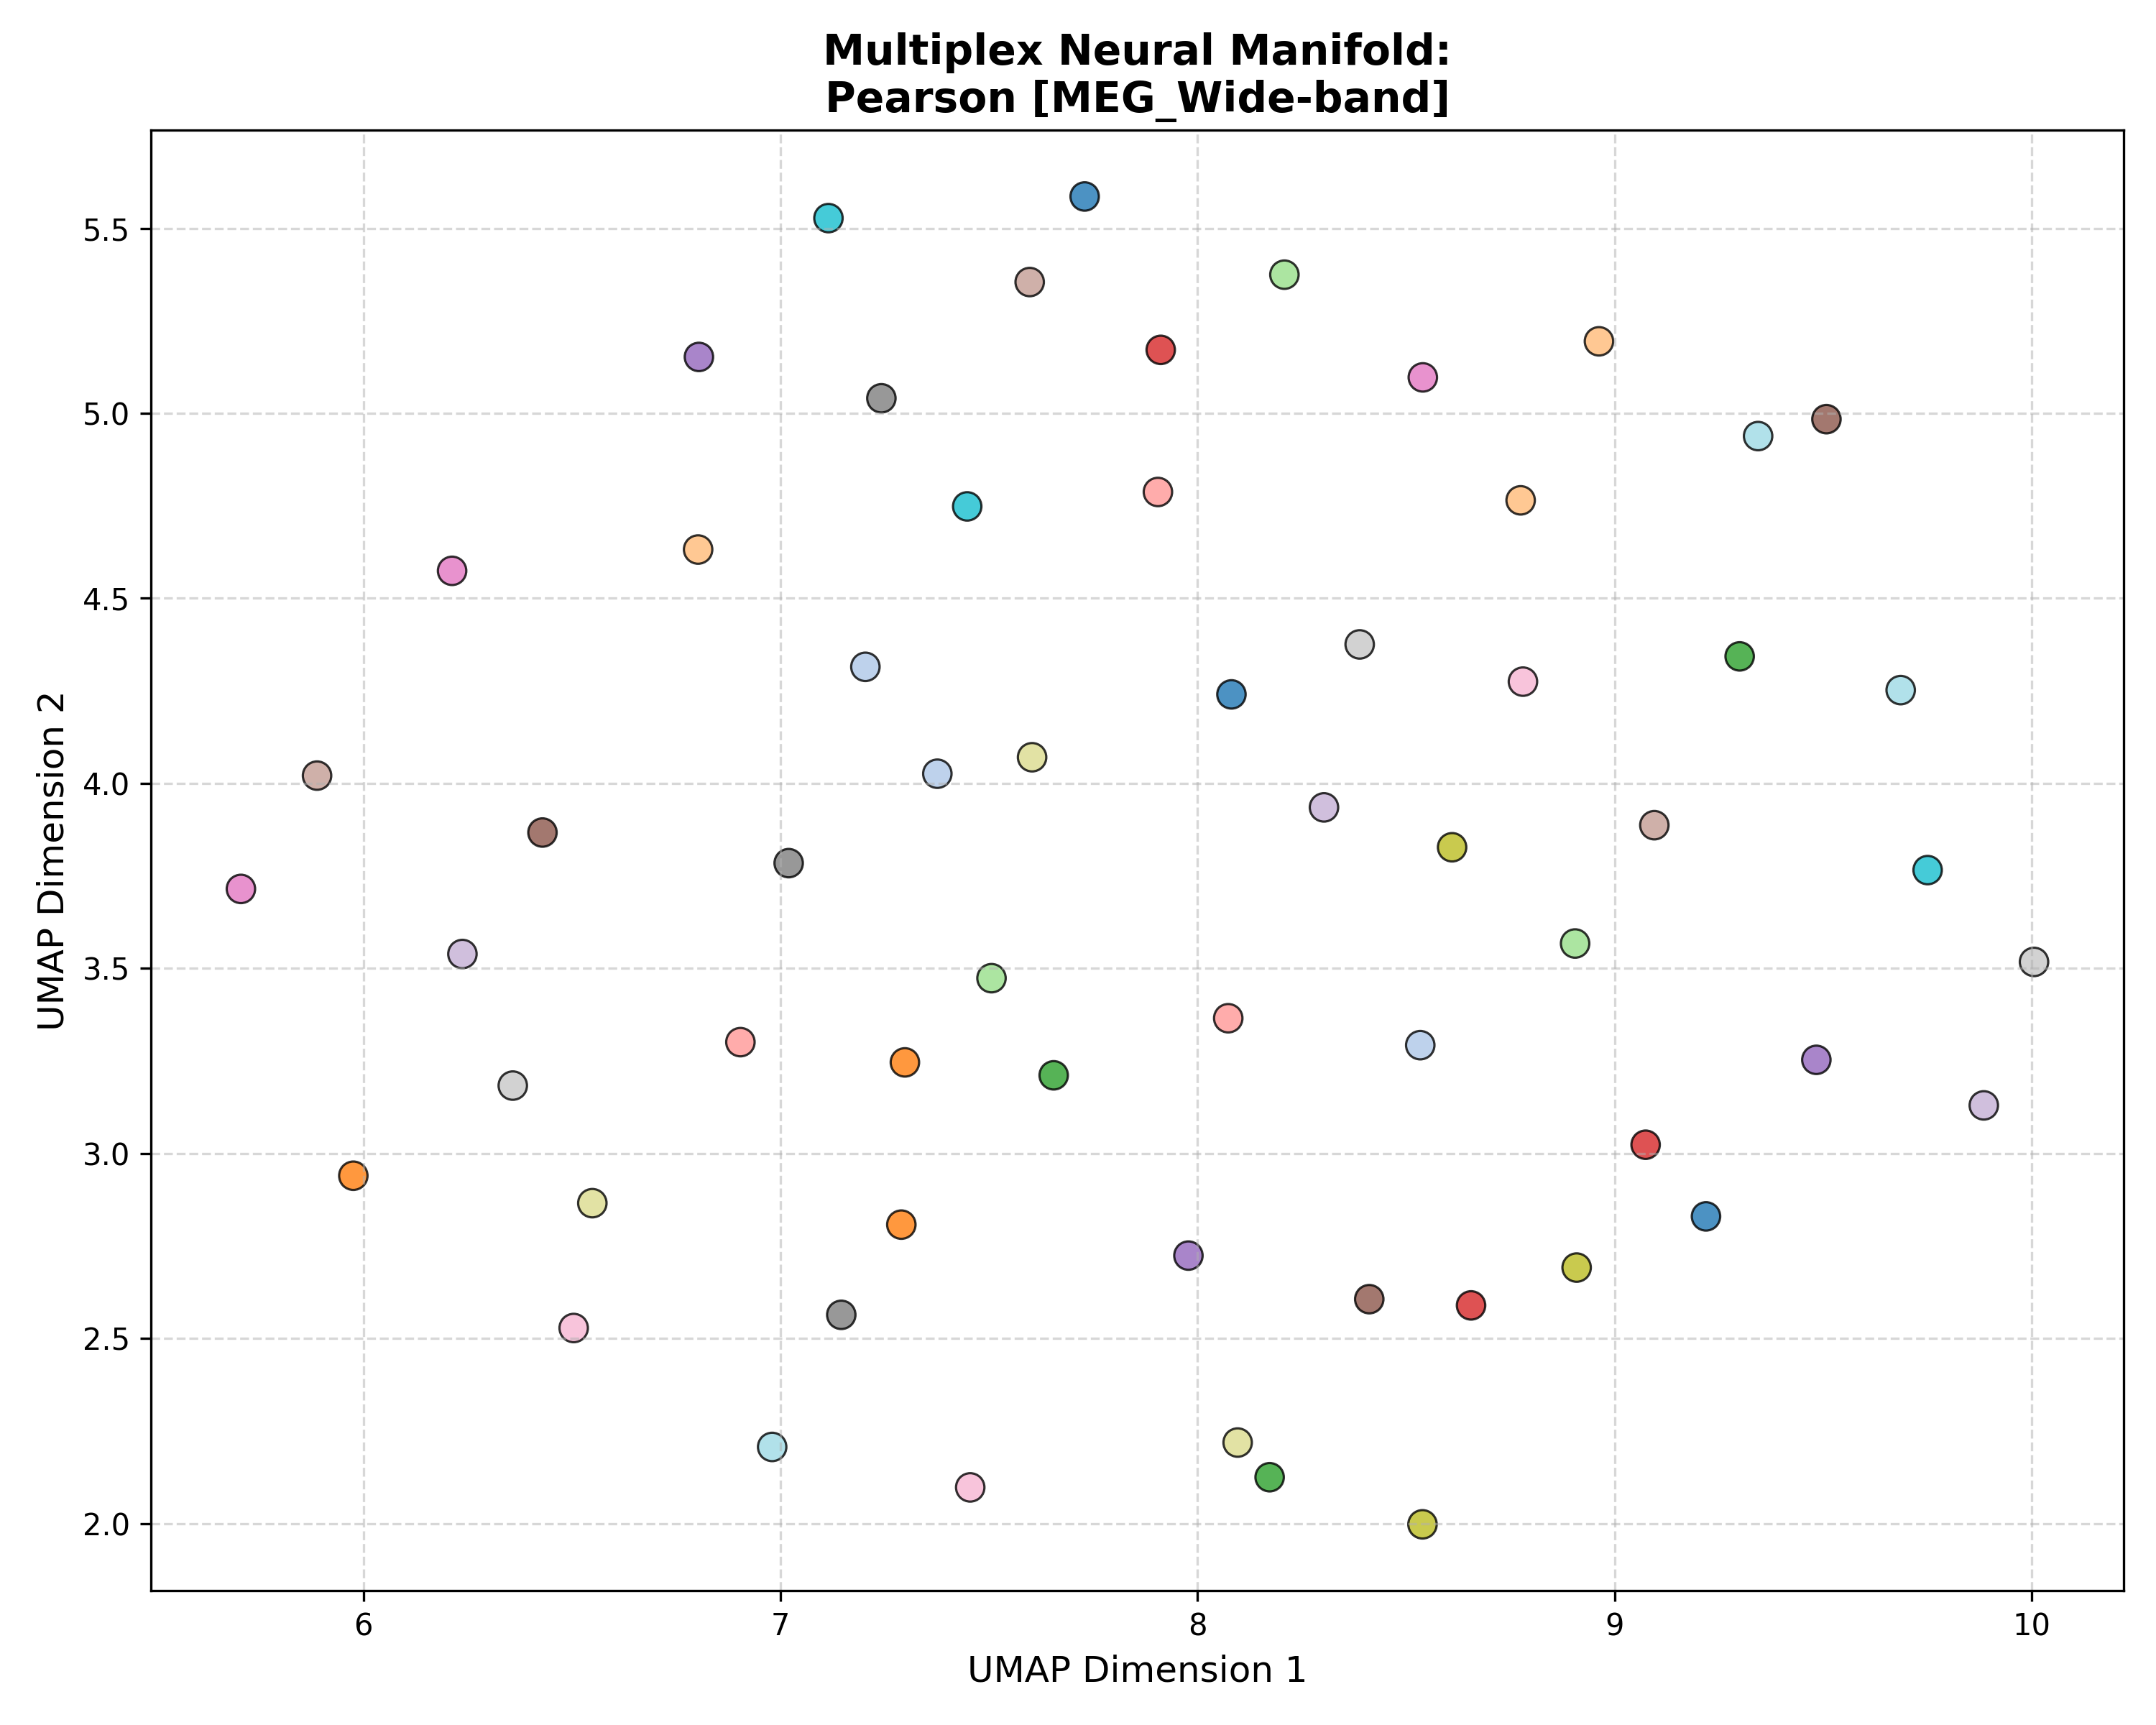 Multiplex Neural Manifold:
Pearson [MEG_Wide-band]
UMAP Dimension 2
5.5
5.0
4.5
4.0
3.5
3.0
2.5
2.0
6 7 8 9 10
UMAP Dimension 1